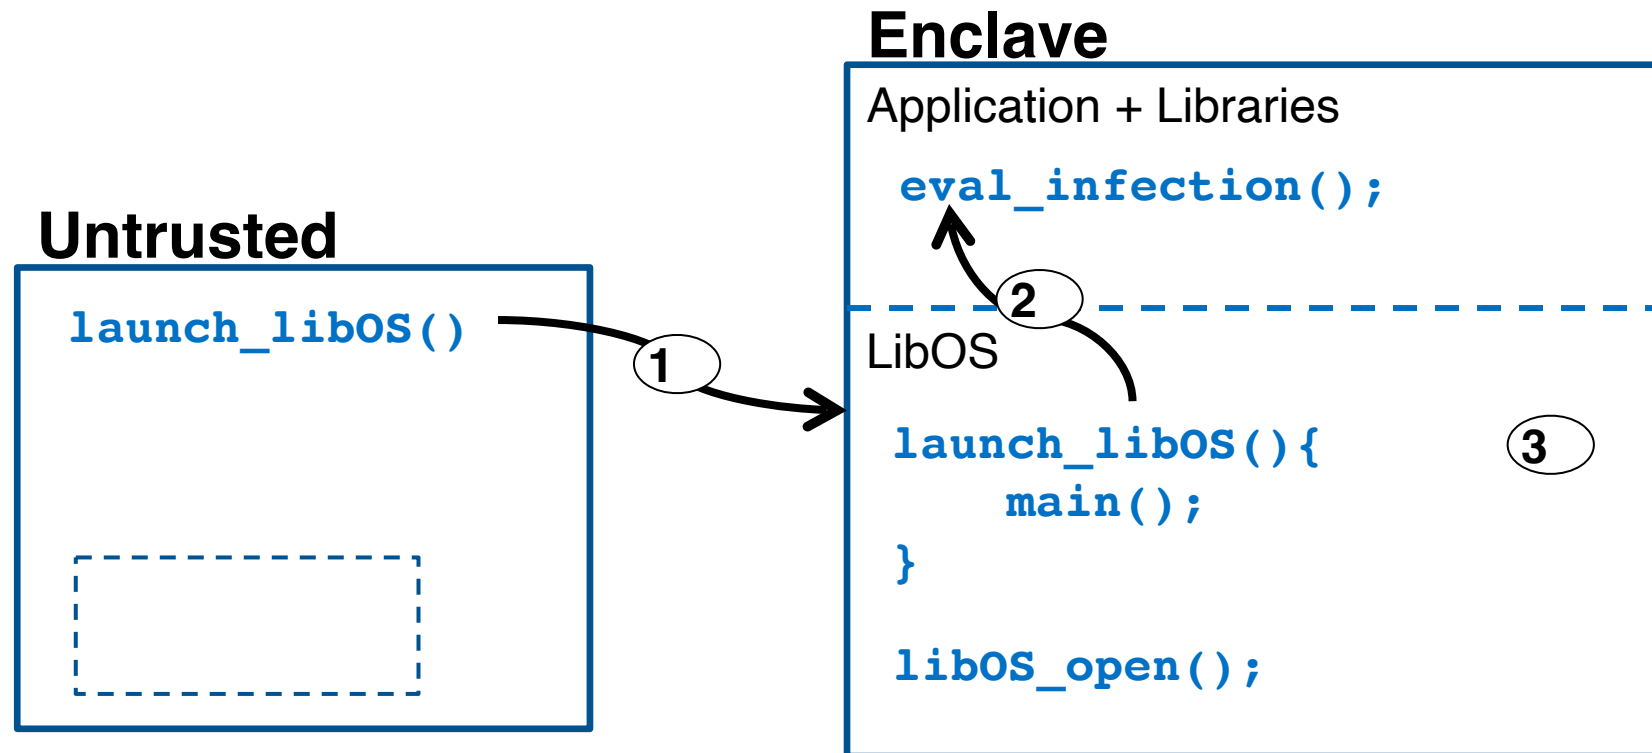 Untrusted
launch_libOS()
1
Enclave
Application + Libraries
eval_infection();
2
LibOS
launch_libOS(){
main();
}
3
libOS_open();